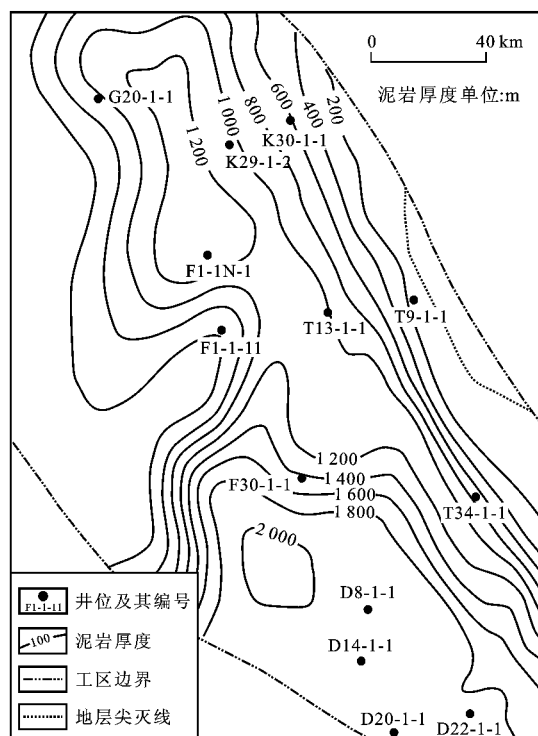 0 40 km
泥岩厚度单位:m
200
400
600
800
1 000
1 200
G20-1-1
K30-1-1
K29-1-2
F1-1N-1
T9-1-1
T13-1-1
F1-1-11
1 200
1 400
1 600
1 800
F30-1-1
T34-1-1
2 000
D8-1-1
D14-1-1
D20-1-1
D22-1-1
F1-1-11 井位及其编号
100 泥岩厚度
工区边界
地层尖灭线